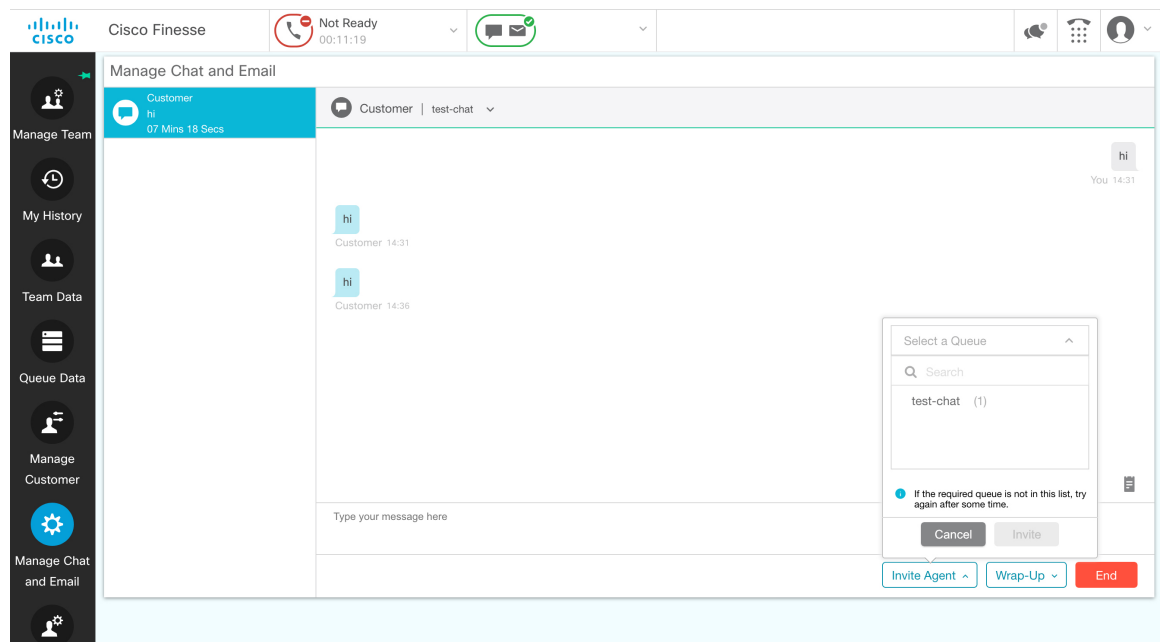 CISCO
Cisco Finesse
Not Ready
00:11:19
Manage Team
My History
Team Data
Queue Data
Manage
Customer
Manage Chat
and Email
Manage Chat and Email
Customer
hi
07 Mins 18 Secs
Customer | test-chat
hi
You 14:31
hi
Customer 14:31
hi
Customer 14:36
Select a Queue
Search
test-chat (1)
If the required queue is not in this list, try
again after some time.
Cancel Invite
Type your message here
Invite Agent Wrap-Up End